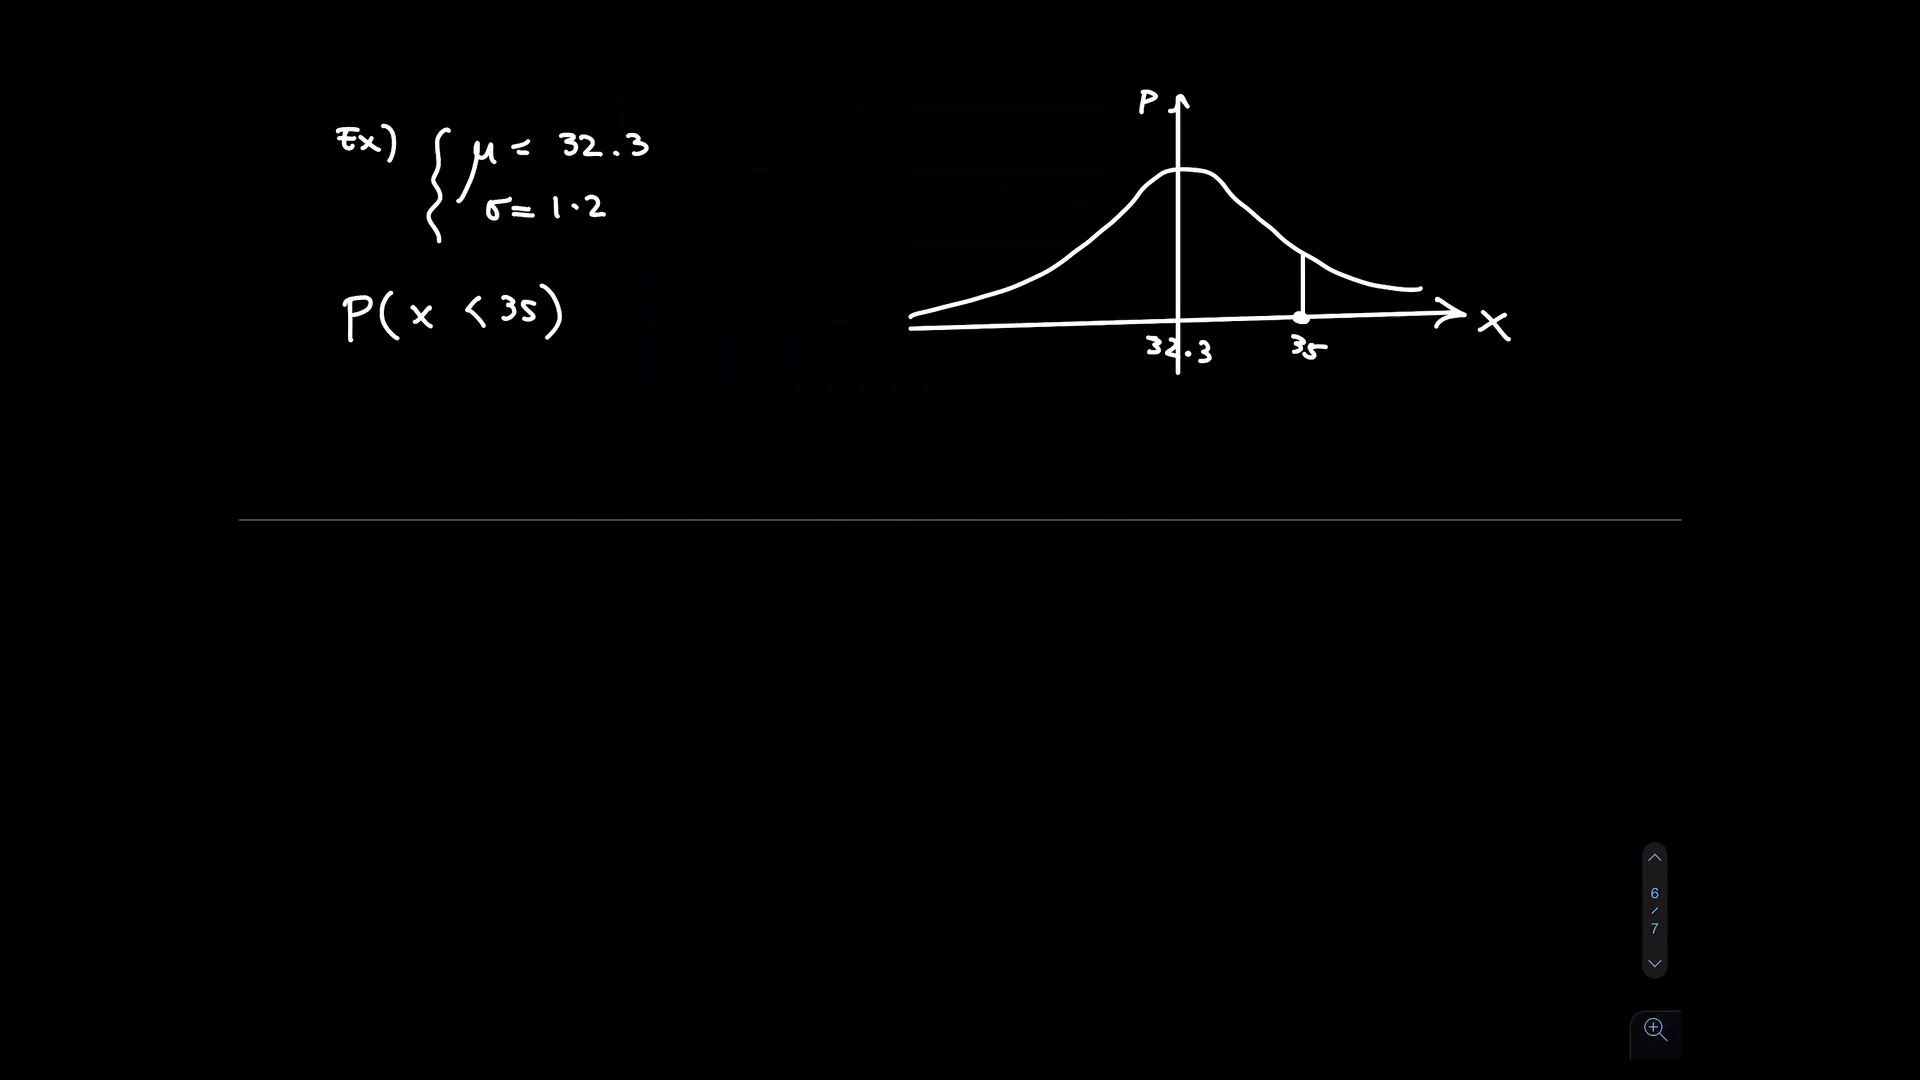 Ex) { μ = 32.3
σ = 1.2
P(x < 35)
P
32.3
35
X
6
/
7